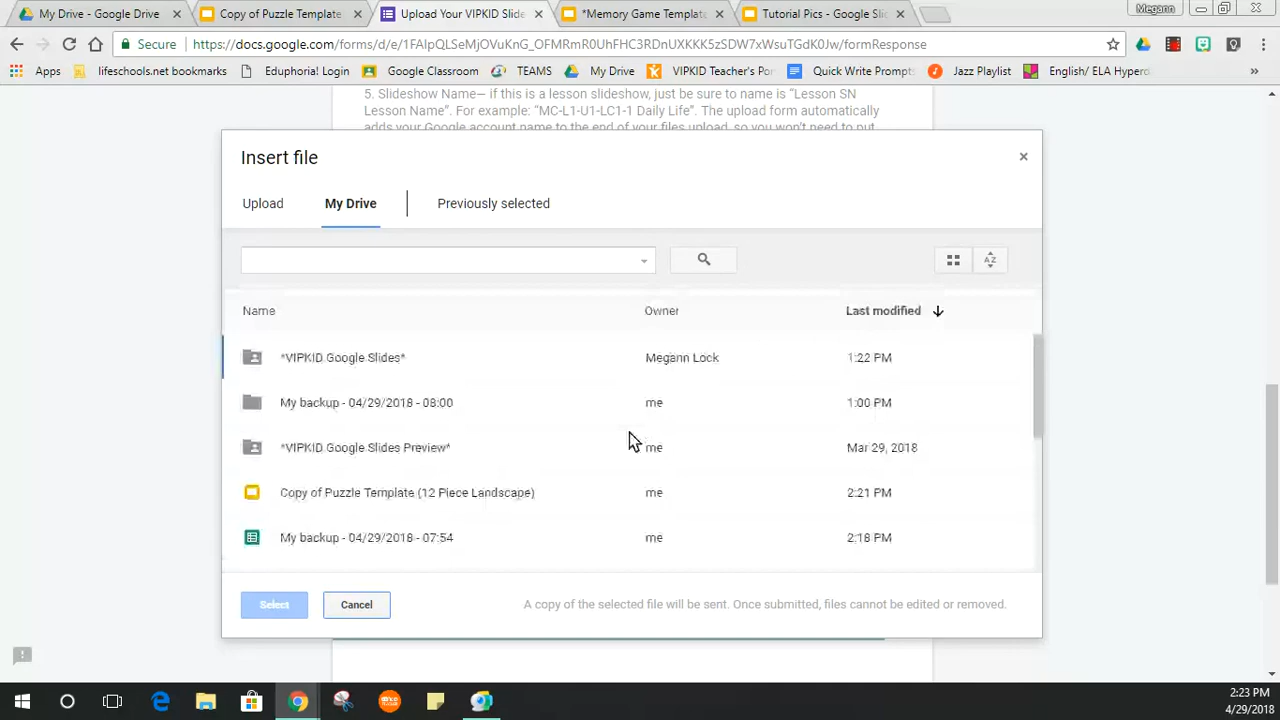 My Drive - Google Drive
Copy of Puzzle Template
Upload Your VIPKID Slide
*Memory Game Templat
Tutorial Pics - Google Slid
Megann
Secure
https://docs.google.com/forms/d/e/1FAIpQLSeMjOVuKnG_OFMRmR0UhFHC3RDnUXKKK5zSDW7xWsuTGdK0Jw/formResponse
Apps
lifeschools.net bookmarks
Eduphoria! Login
Google Classroom
TEAMS
My Drive
VIPKID Teacher's Por
Quick Write Prompts
Jazz Playlist
English/ ELA Hyperd
»
5. Slideshow Name— if this is a lesson slideshow, just be sure to name is “Lesson SN
Lesson Name”. For example: “MC-L1-U1-LC1-1 Daily Life”. The upload form automatically
adds your Google account name to the end of your files upload, so you won’t need to put
Insert file
Upload
My Drive
Previously selected
Name
Owner
Last modified
*VIPKID Google Slides*
Megann Lock
1:22 PM
My backup - 04/29/2018 - 08:00
me
1:00 PM
*VIPKID Google Slides Preview*
me
Mar 29, 2018
Copy of Puzzle Template (12 Piece Landscape)
me
2:21 PM
My backup - 04/29/2018 - 07:54
me
2:18 PM
Select
Cancel
A copy of the selected file will be sent. Once submitted, files cannot be edited or removed.
2:23 PM
4/29/2018